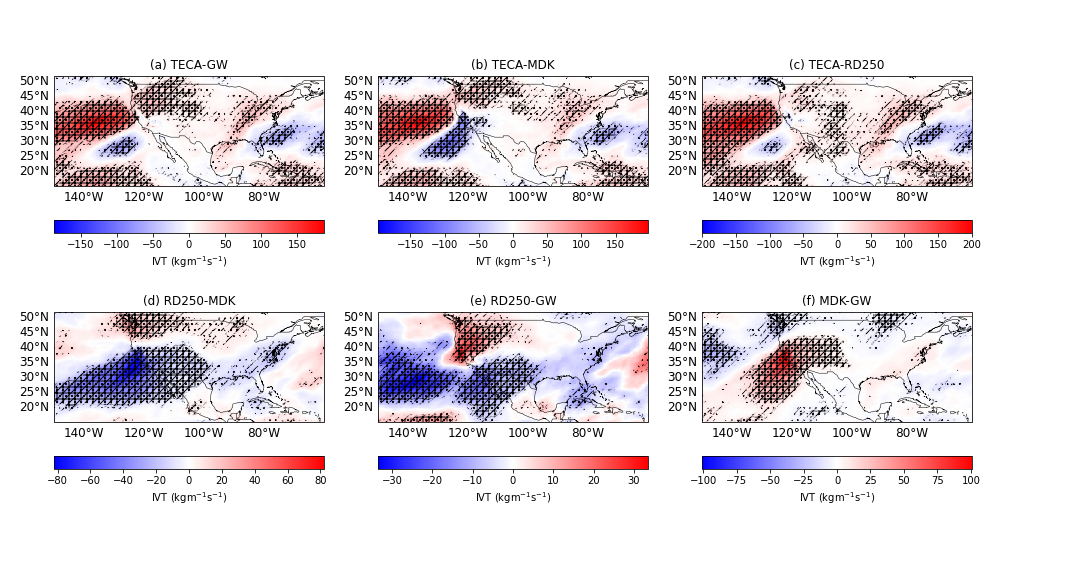 (a) TECA-GW
(b) TECA-MDK
(c) TECA-RD250
50°N
45°N
40°N
35°N
30°N
25°N
20°N
140°W 120°W 100°W 80°W
50°N
45°N
40°N
35°N
30°N
25°N
20°N
140°W 120°W 100°W 80°W
50°N
45°N
40°N
35°N
30°N
25°N
20°N
140°W 120°W 100°W 80°W
−150 −100 −50 0 50 100 150
IVT (kgm⁻¹s⁻¹)
−150 −100 −50 0 50 100 150
IVT (kgm⁻¹s⁻¹)
−200 −150 −100 −50 0 50 100 150 200
IVT (kgm⁻¹s⁻¹)
(d) RD250-MDK
(e) RD250-GW
(f) MDK-GW
50°N
45°N
40°N
35°N
30°N
25°N
20°N
140°W 120°W 100°W 80°W
50°N
45°N
40°N
35°N
30°N
25°N
20°N
140°W 120°W 100°W 80°W
50°N
45°N
40°N
35°N
30°N
25°N
20°N
140°W 120°W 100°W 80°W
−80 −60 −40 −20 0 20 40 60 80
IVT (kgm⁻¹s⁻¹)
−30 −20 −10 0 10 20 30
IVT (kgm⁻¹s⁻¹)
−100 −75 −50 −25 0 25 50 75 100
IVT (kgm⁻¹s⁻¹)